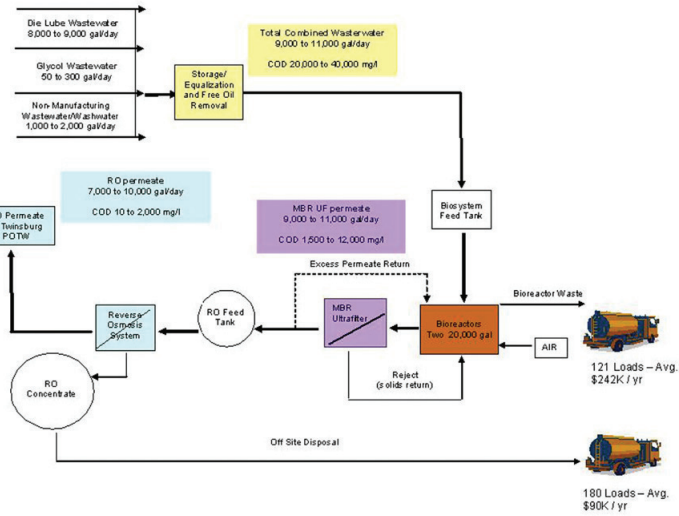 Die Lube Wastewater
8,000 to 9,000 gal/day
Glycol Wastewater
50 to 300 gal/day
Non-Manufacturing
Wastewater/Washwater
1,000 to 2,000 gal/day
Storage/
Equalization
and Free Oil
Removal
Total Combined Wasterwater
9,000 to 11,000 gal/day
COD 20,000 to 40,000 mg/l
RO permeate
7,000 to 10,000 gal/day
COD 10 to 2,000 mg/l
MBR UF permeate
9,000 to 11,000 gal/day
COD 1,500 to 12,000 mg/l
Biosystem
Feed Tank
Permeate
Twinsburg
POTW
Excess Permeate Return
Bioreactor Waste
Reverse
Osmosis
System
RO Feed
Tank
MBR
Ultrafilter
Bioreactors
Two 20,000 gal
AIR
121 Loads – Avg.
$242K / yr
Reject
(solids return)
RO
Concentrate
Off Site Disposal
180 Loads – Avg.
$90K / yr